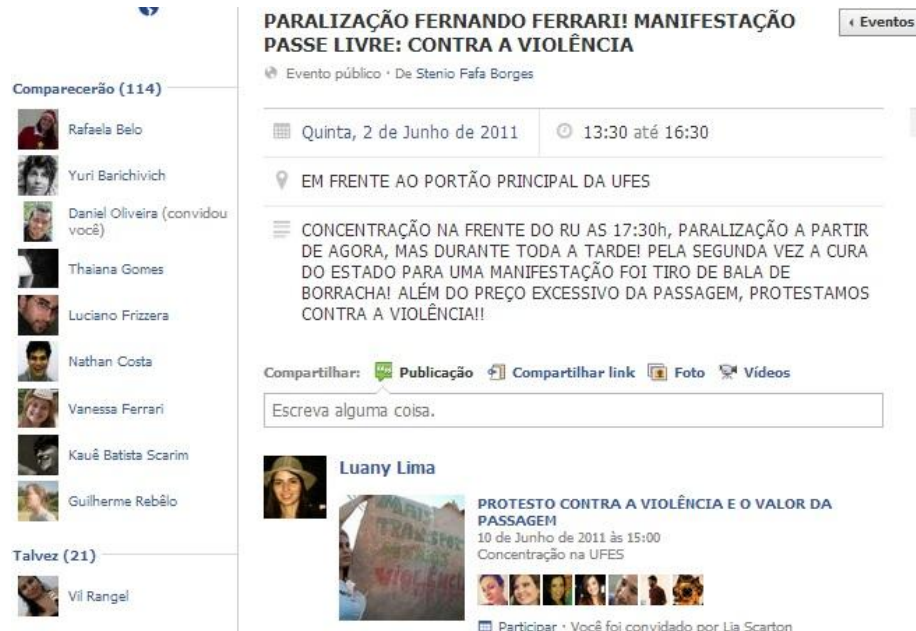 PARALIZAÇÃO FERNANDO FERRARI! MANIFESTAÇÃO
PASSE LIVRE: CONTRA A VIOLÊNCIA
Eventos
Evento público · De Stenio Fafa Borges
Comparecerão (114)
Rafaela Belo
Yuri Barichivich
Daniel Oliveira (convidou
você)
Thaiana Gomes
Luciano Frizzera
Nathan Costa
Vanessa Ferrari
Kauê Batista Scarim
Guilherme Rebêlo
Talvez (21)
Vil Rangel
Quinta, 2 de Junho de 2011
13:30 até 16:30
EM FRENTE AO PORTÃO PRINCIPAL DA UFES
CONCENTRAÇÃO NA FRENTE DO RU AS 17:30h, PARALIZAÇÃO A PARTIR
DE AGORA, MAS DURANTE TODA A TARDE! PELA SEGUNDA VEZ A CURA
DO ESTADO PARA UMA MANIFESTAÇÃO FOI TIRO DE BALA DE
BORRACHA! ALÉM DO PREÇO EXCESSIVO DA PASSAGEM, PROTESTAMOS
CONTRA A VIOLÊNCIA!!
Compartilhar: Publicação Compartilhar link Foto Vídeos
Escreva alguma coisa.
Luany Lima
MAIS
TRANSPORTE
MENOS
VIOLÊNCIA
PROTESTO CONTRA A VIOLÊNCIA E O VALOR DA
PASSAGEM
10 de Junho de 2011 às 15:00
Concentração na UFES
Participar · Você foi convidado por Lia Scarton